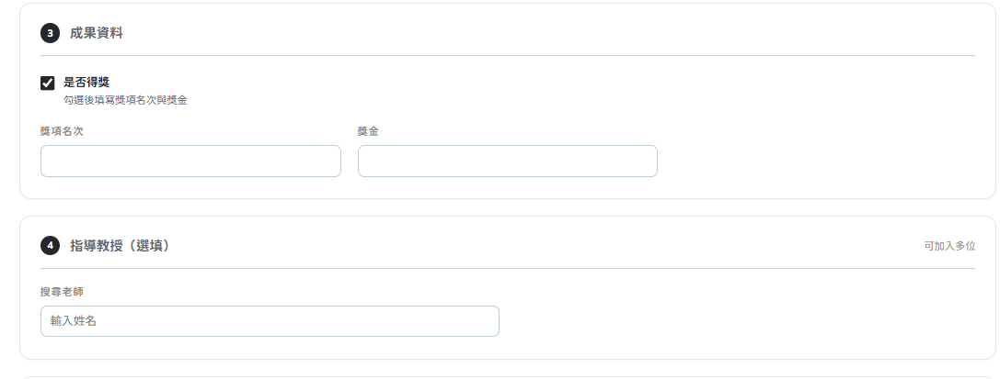 3 成果資料
是否得獎
勾選後填寫獎項名次與獎金
獎項名次 獎金
4 指導教授（選填） 可加入多位
搜尋老師
輸入姓名